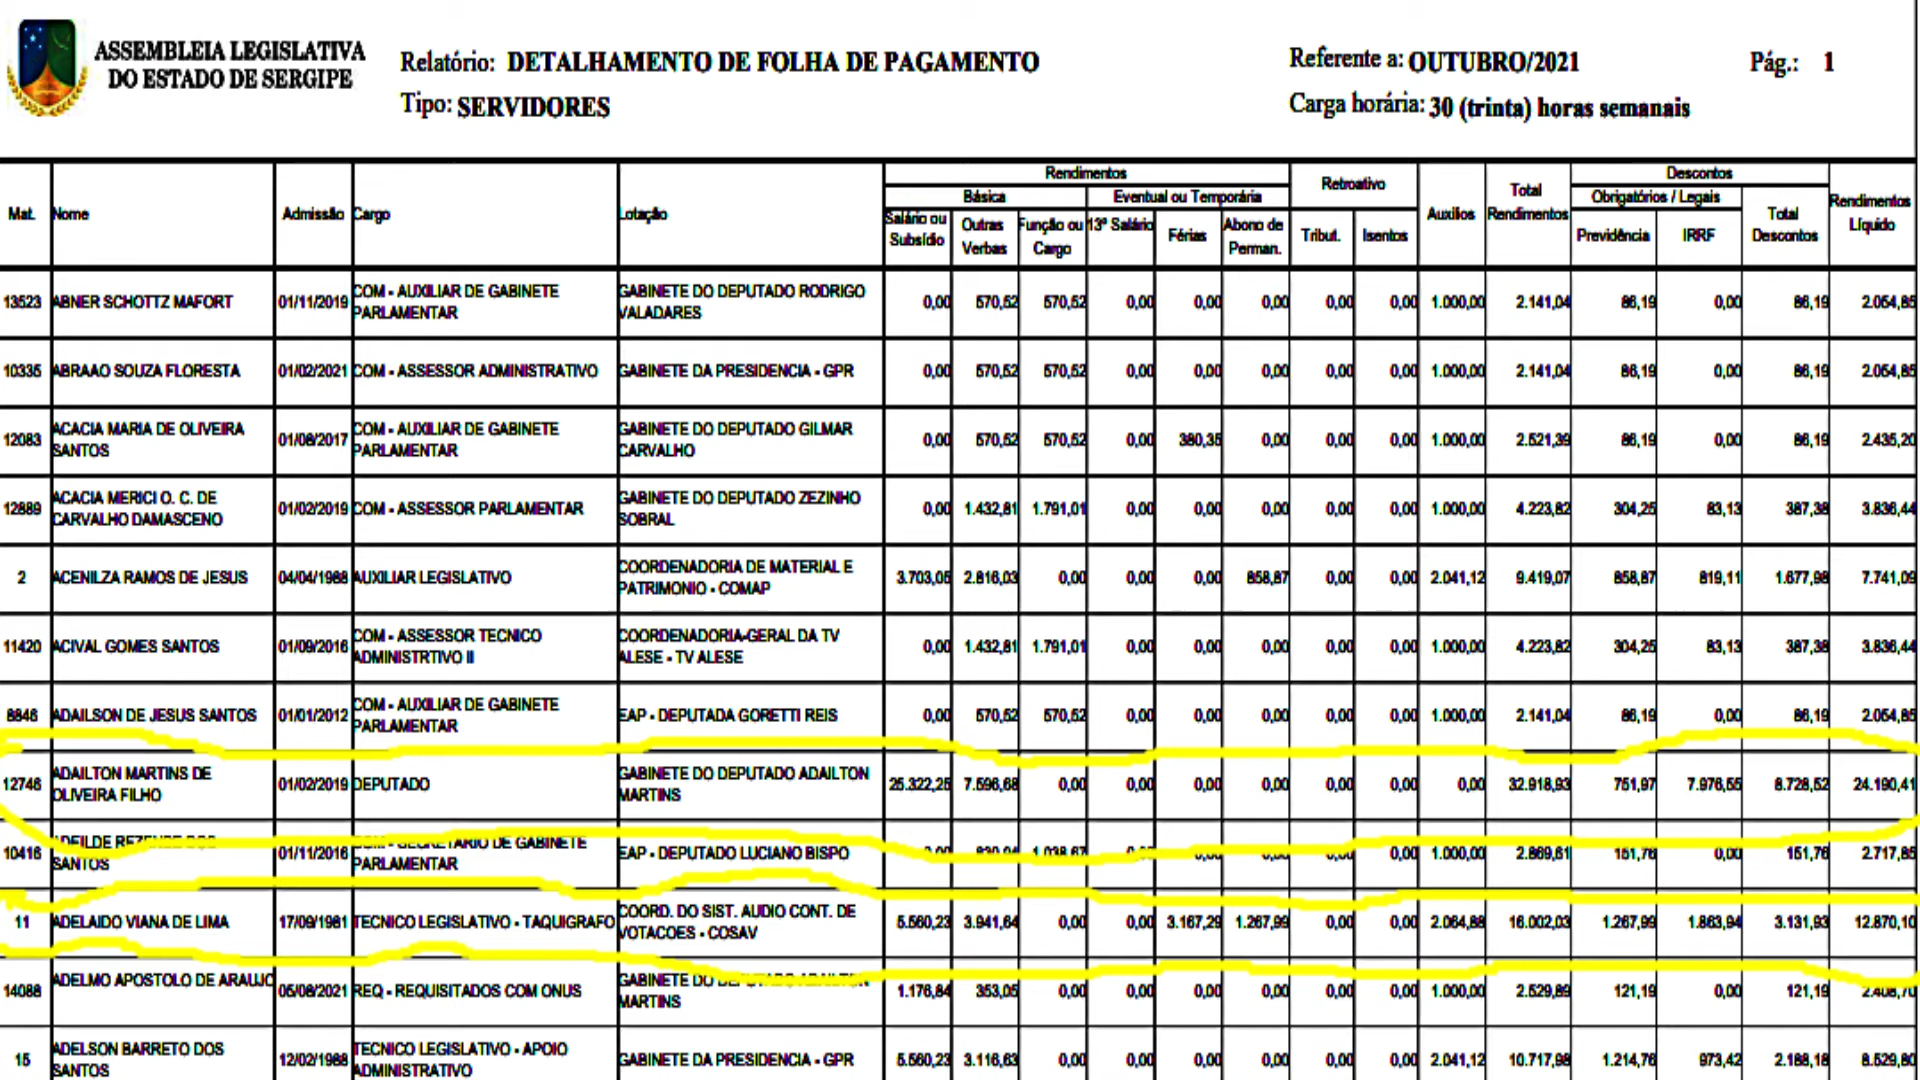 ASSEMBLEIA LEGISLATIVA
DO ESTADO DE SERGIPE
Relatório: DETALHAMENTO DE FOLHA DE PAGAMENTO
Tipo: SERVIDORES
Referente a: OUTUBRO/2021
Carga horária: 30 (trinta) horas semanais
Pág.: 1
Rendimentos Retroativo Descontos
Básica Eventual ou Temporária Obrigatórios / Legais
Mat. Nome Admissão Cargo Lotação Salário ou Subsídio Outras Verbas Função ou Cargo 13º Salário Férias Abono de Perman. Tribut. Isentos Auxílios Total Rendimentos Previdência IRRF Total Descontos Rendimentos Líquido
13523 ABNER SCHOTTZ MAFORT 01/11/2019 COM - AUXILIAR DE GABINETE PARLAMENTAR GABINETE DO DEPUTADO RODRIGO VALADARES 0,00 570,52 570,52 0,00 0,00 0,00 0,00 0,00 1.000,00 2.141,04 86,19 0,00 86,19 2.054,85
10335 ABRAAO SOUZA FLORESTA 01/02/2021 COM - ASSESSOR ADMINISTRATIVO GABINETE DA PRESIDENCIA - GPR 0,00 570,52 570,52 0,00 0,00 0,00 0,00 0,00 1.000,00 2.141,04 86,19 0,00 86,19 2.054,85
12083 ACACIA MARIA DE OLIVEIRA SANTOS 01/08/2017 COM - AUXILIAR DE GABINETE PARLAMENTAR GABINETE DO DEPUTADO GILMAR CARVALHO 0,00 570,52 570,52 0,00 380,35 0,00 0,00 0,00 1.000,00 2.521,39 86,19 0,00 86,19 2.435,20
12889 ACACIA MERICI O. C. DE CARVALHO DAMASCENO 01/02/2019 COM - ASSESSOR PARLAMENTAR GABINETE DO DEPUTADO ZEZINHO SOBRAL 0,00 1.432,81 1.791,01 0,00 0,00 0,00 0,00 0,00 1.000,00 4.223,82 304,25 83,13 387,38 3.836,44
2 ACENILZA RAMOS DE JESUS 04/04/1988 AUXILIAR LEGISLATIVO COORDENADORIA DE MATERIAL E PATRIMONIO - COMAP 3.703,05 2.816,03 0,00 0,00 0,00 858,87 0,00 0,00 2.041,12 9.419,07 858,87 819,11 1.677,98 7.741,09
11420 ACIVAL GOMES SANTOS 01/09/2016 COM - ASSESSOR TECNICO ADMINISTRTIVO II COORDENADORIA-GERAL DA TV ALESE - TV ALESE 0,00 1.432,81 1.791,01 0,00 0,00 0,00 0,00 0,00 1.000,00 4.223,82 304,25 83,13 387,38 3.836,44
8846 ADAILSON DE JESUS SANTOS 01/01/2012 COM - AUXILIAR DE GABINETE PARLAMENTAR EAP - DEPUTADA GORETTI REIS 0,00 570,52 570,52 0,00 0,00 0,00 0,00 0,00 1.000,00 2.141,04 86,19 0,00 86,19 2.054,85
12746 ADAILTON MARTINS DE OLIVEIRA FILHO 01/02/2019 DEPUTADO GABINETE DO DEPUTADO ADAILTON MARTINS 25.322,25 7.596,68 0,00 0,00 0,00 0,00 0,00 0,00 0,00 32.918,93 751,97 7.976,55 8.728,52 24.190,41
10416 ADEILDE REZENDE DOS SANTOS 01/11/2016 COM - SECRETARIO DE GABINETE PARLAMENTAR EAP - DEPUTADO LUCIANO BISPO 0,00 830,94 1.038,67 0,00 0,00 0,00 0,00 0,00 1.000,00 2.869,61 151,76 0,00 151,76 2.717,85
11 ADELAIDO VIANA DE LIMA 17/09/1981 TECNICO LEGISLATIVO - TAQUIGRAFO COORD. DO SIST. AUDIO CONT. DE VOTACOES - COSAV 5.560,23 3.941,64 0,00 0,00 3.167,29 1.267,99 0,00 0,00 2.064,88 16.002,03 1.267,99 1.863,94 3.131,93 12.870,10
14088 ADELMO APOSTOLO DE ARAUJO 05/08/2021 REQ - REQUISITADOS COM ONUS GABINETE DO DEPUTADO ADAILTON MARTINS 1.176,84 353,05 0,00 0,00 0,00 0,00 0,00 0,00 1.000,00 2.529,89 121,19 0,00 121,19 2.408,70
15 ADELSON BARRETO DOS SANTOS 12/02/1988 TECNICO LEGISLATIVO - APOIO ADMINISTRATIVO GABINETE DA PRESIDENCIA - GPR 5.560,23 3.116,63 0,00 0,00 0,00 0,00 0,00 0,00 2.041,12 10.717,98 1.214,76 973,42 2.188,18 8.529,80